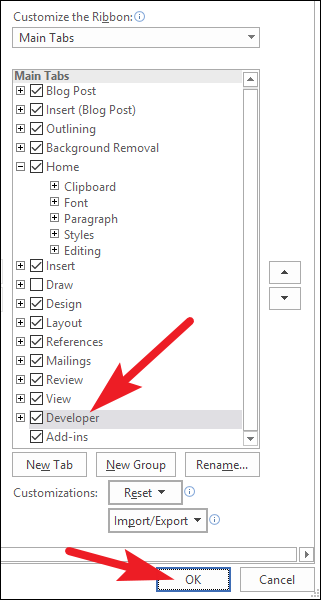 Customize the Ribbon:
Main Tabs
Main Tabs
Blog Post
Insert (Blog Post)
Outlining
Background Removal
Home
Clipboard
Font
Paragraph
Styles
Editing
Insert
Draw
Design
Layout
References
Mailings
Review
View
Developer
Add-ins
New Tab New Group Rename...
Customizations: Reset
Import/Export
OK Cancel